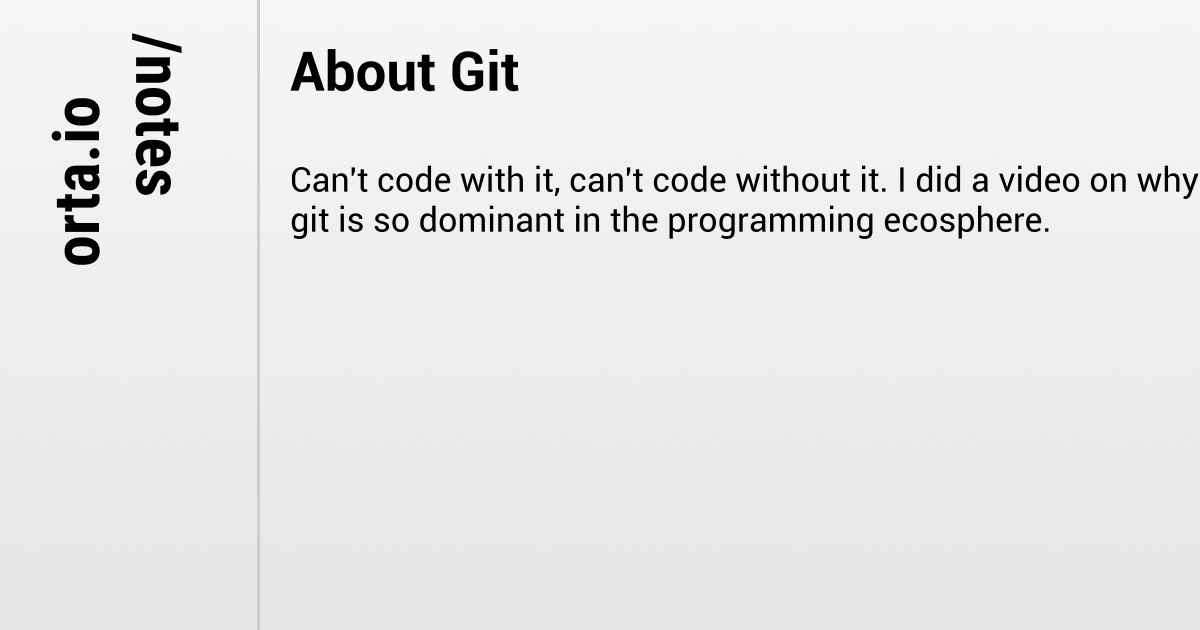 orta.io
/notes
About Git
Can't code with it, can't code without it. I did a video on why
git is so dominant in the programming ecosphere.